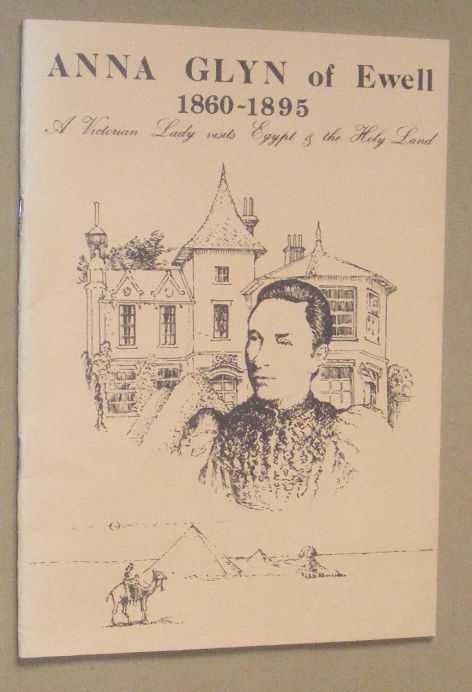 ANNA GLYN of Ewell
1860~1895
A Victorian Lady visits Egypt & the Holy Land